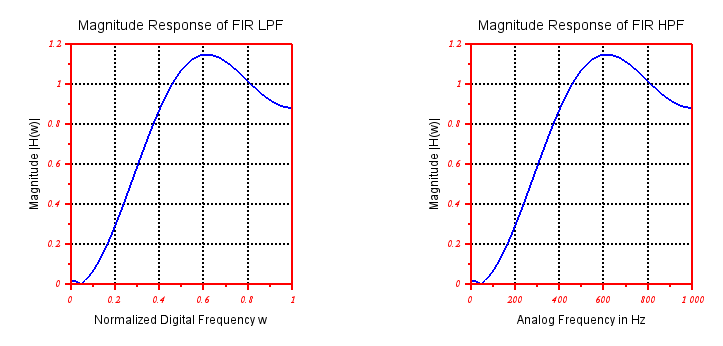 Magnitude Response of FIR LPF
1.2
1
0.8
0.6
0.4
0.2
0
Magnitude |H(w)|
0 0.2 0.4 0.6 0.8 1
Normalized Digital Frequency w
Magnitude Response of FIR HPF
1.2
1
0.8
0.6
0.4
0.2
0
Magnitude |H(w)|
0 200 400 600 800 1 000
Analog Frequency in Hz